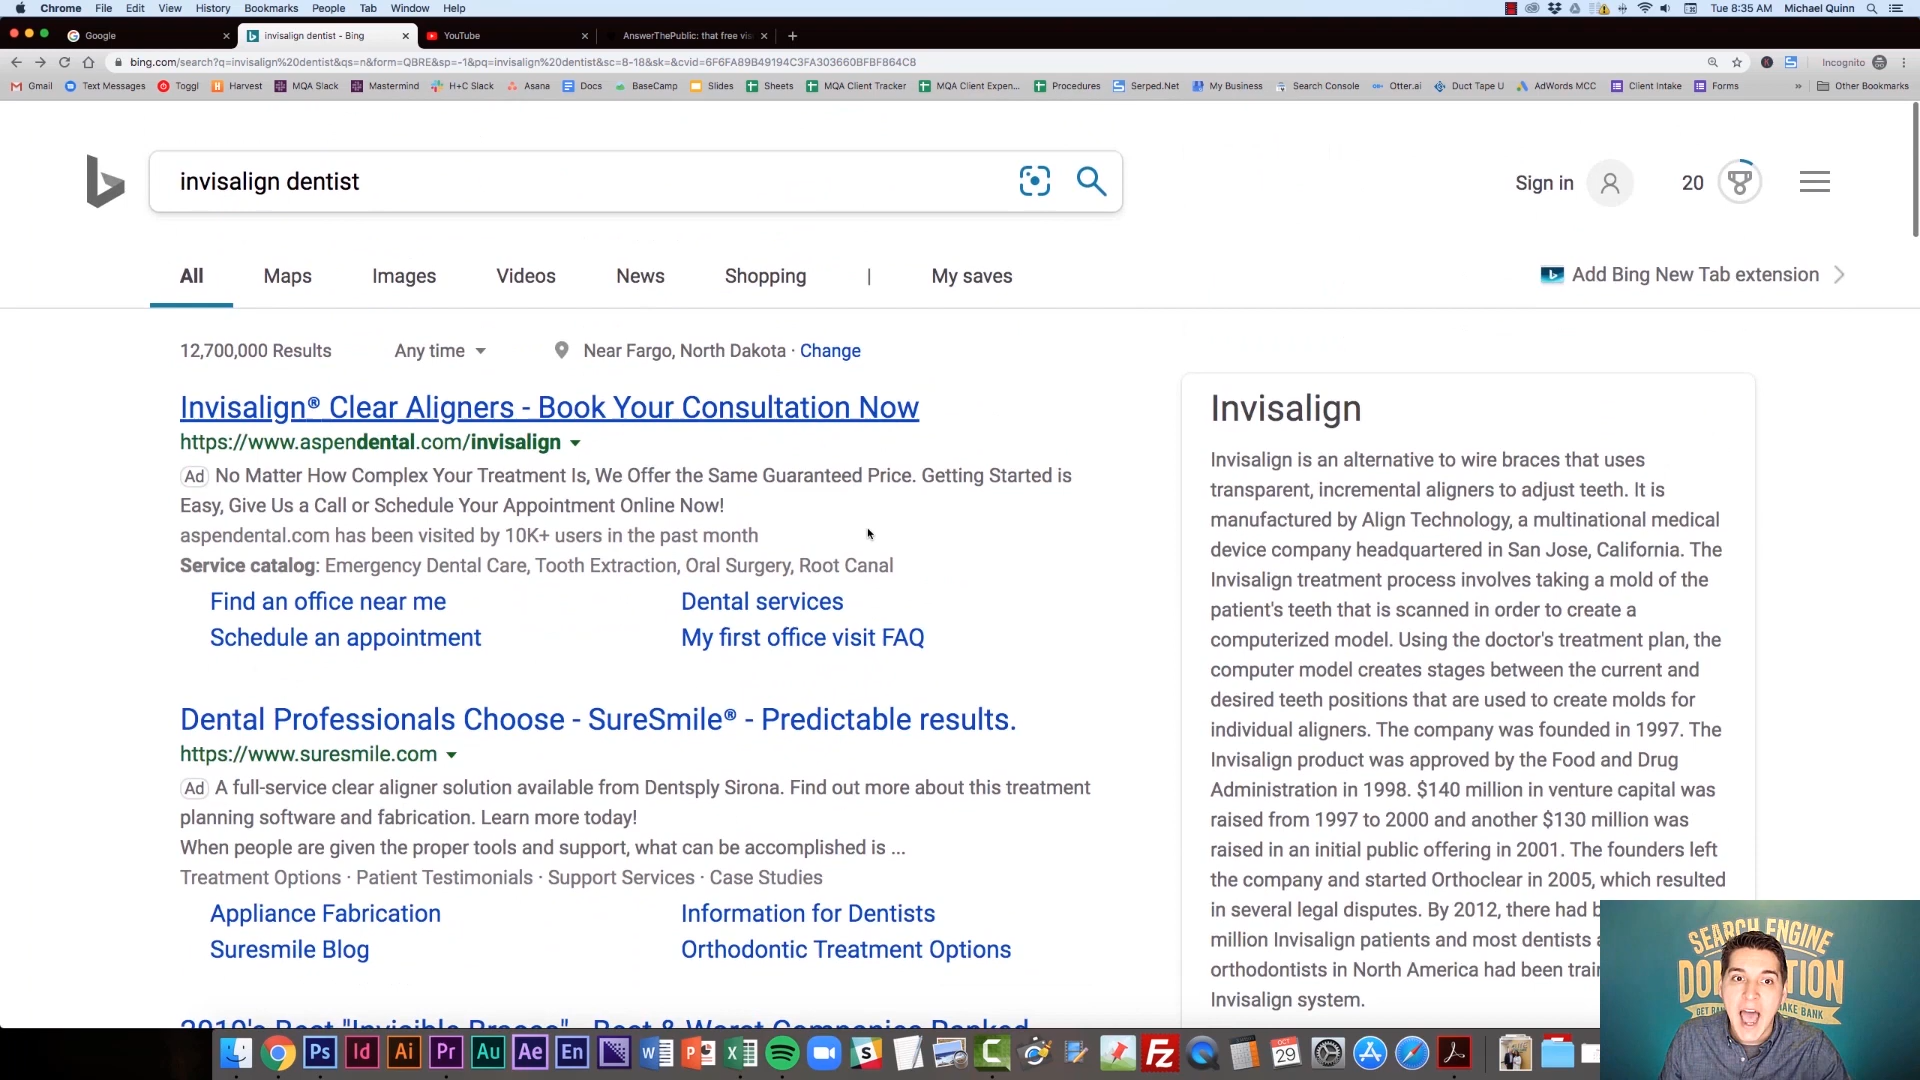 Chrome File Edit View History Bookmarks People Tab Window Help
Tue 8:35 AM Michael Quinn
Google
invisalign dentist - Bing
YouTube
AnswerThePublic: that free vis
bing.com/search?q=invisalign%20dentist&qs=n&form=QBRE&sp=-1&pq=invisalign%20dentist&sc=8-18&sk=&cvid=6F6FA89B49194C3FA303660BFBF864C8
Incognito
Gmail Text Messages Toggl Harvest MQA Slack Mastermind H+C Slack Asana Docs BaseCamp Slides Sheets MQA Client Tracker MQA Client Expen... Procedures Serped.Net My Business Search Console Otter.ai Duct Tape U AdWords MCC Client Intake Forms » Other Bookmarks
invisalign dentist
Sign in
20
All Maps Images Videos News Shopping | My saves
Add Bing New Tab extension
12,700,000 Results Any time Near Fargo, North Dakota · Change
Invisalign® Clear Aligners - Book Your Consultation Now
https://www.aspendental.com/invisalign
Ad No Matter How Complex Your Treatment Is, We Offer the Same Guaranteed Price. Getting Started is
Easy, Give Us a Call or Schedule Your Appointment Online Now!
aspendental.com has been visited by 10K+ users in the past month
Service catalog: Emergency Dental Care, Tooth Extraction, Oral Surgery, Root Canal
Find an office near me
Dental services
Schedule an appointment
My first office visit FAQ
Dental Professionals Choose - SureSmile® - Predictable results.
https://www.suresmile.com
Ad A full-service clear aligner solution available from Dentsply Sirona. Find out more about this treatment
planning software and fabrication. Learn more today!
When people are given the proper tools and support, what can be accomplished is ...
Treatment Options · Patient Testimonials · Support Services · Case Studies
Appliance Fabrication
Information for Dentists
Suresmile Blog
Orthodontic Treatment Options
2019's Best "Invisible Braces" - Best & Worst Companies Ranked
Invisalign
Invisalign is an alternative to wire braces that uses
transparent, incremental aligners to adjust teeth. It is
manufactured by Align Technology, a multinational medical
device company headquartered in San Jose, California. The
Invisalign treatment process involves taking a mold of the
patient's teeth that is scanned in order to create a
computerized model. Using the doctor's treatment plan, the
computer model creates stages between the current and
desired teeth positions that are used to create molds for
individual aligners. The company was founded in 1997. The
Invisalign product was approved by the Food and Drug
Administration in 1998. $140 million in venture capital was
raised from 1997 to 2000 and another $130 million was
raised in an initial public offering in 2001. The founders left
the company and started Orthoclear in 2005, which resulted
in several legal disputes. By 2012, there had b
million Invisalign patients and most dentists a
orthodontists in North America had been trai
Invisalign system.
SEARCH ENGINE
Ps Id Ai Pr Au Ae En
OCT
29